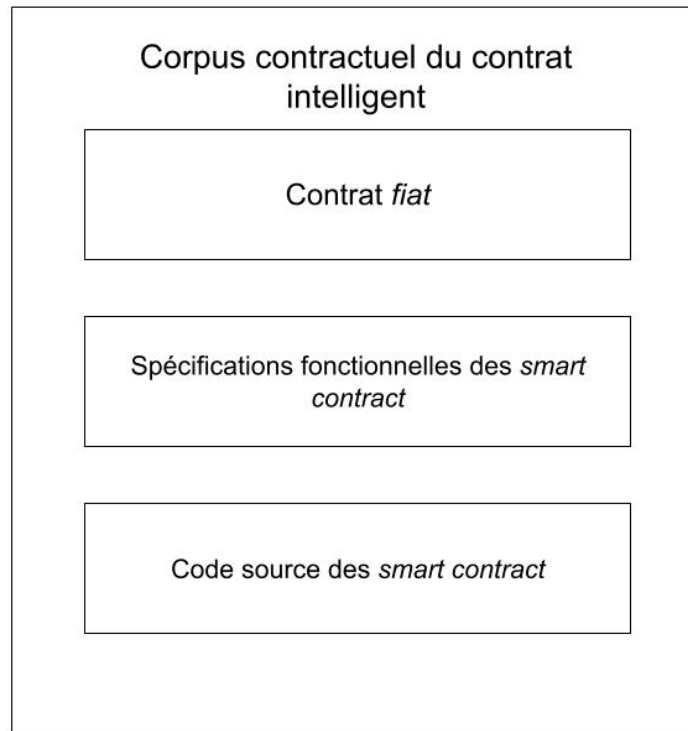 Corpus contractuel du contrat
intelligent
Contrat fiat
Spécifications fonctionnelles des smart
contract
Code source des smart contract